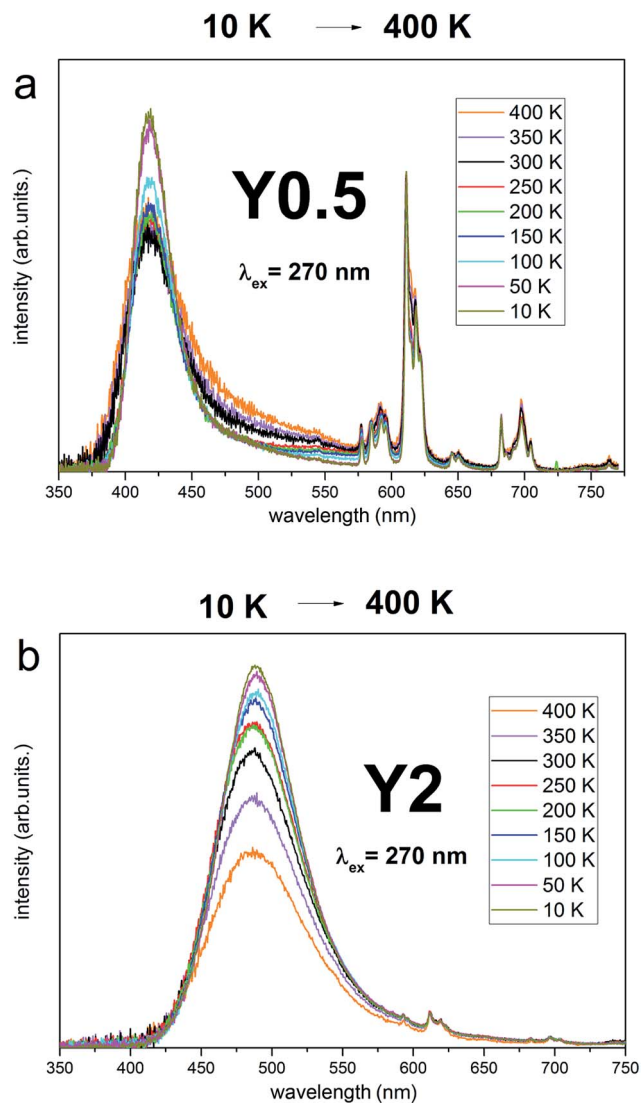 10 K → 400 K
a
Y0.5
λex= 270 nm
400 K
350 K
300 K
250 K
200 K
150 K
100 K
50 K
10 K
intensity (arb.units.)
350 400 450 500 550 600 650 700 750
wavelength (nm)
10 K → 400 K
b
Y2
λex= 270 nm
400 K
350 K
300 K
250 K
200 K
150 K
100 K
50 K
10 K
intensity (arb.units.)
350 400 450 500 550 600 650 700 750
wavelength (nm)